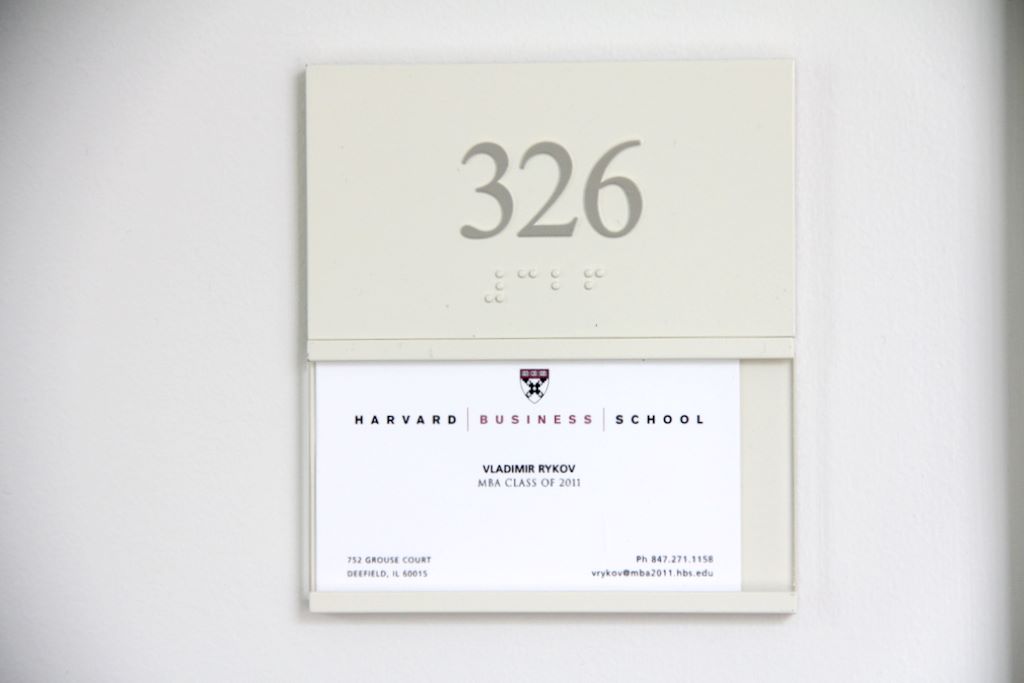 326
⠼⠉⠃⠋
HARVARD | BUSINESS | SCHOOL
VLADIMIR RYKOV
MBA CLASS OF 2011
752 GROUSE COURT
DEEFIELD, IL 60015
Ph 847.271.1158
vrykov@mba2011.hbs.edu